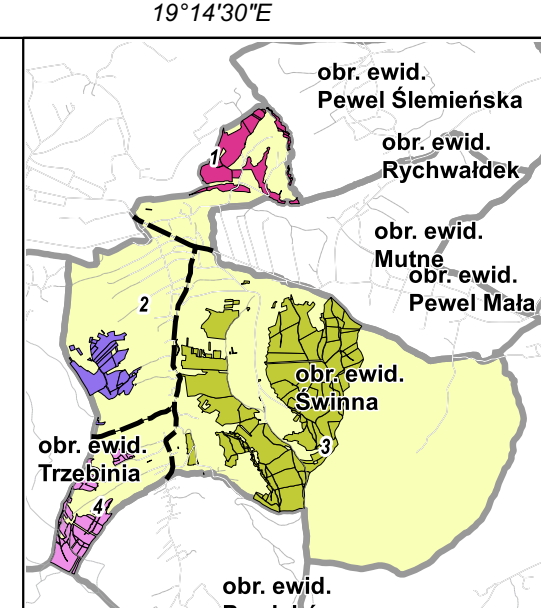 19°14'30"E
obr. ewid.
Pewel Ślemieńska
obr. ewid.
Rychwałdek
1
obr. ewid.
Mutne
obr. ewid.
Pewel Mała
2
obr. ewid.
Świnna
obr. ewid.
Trzebinia
3
4
obr. ewid.